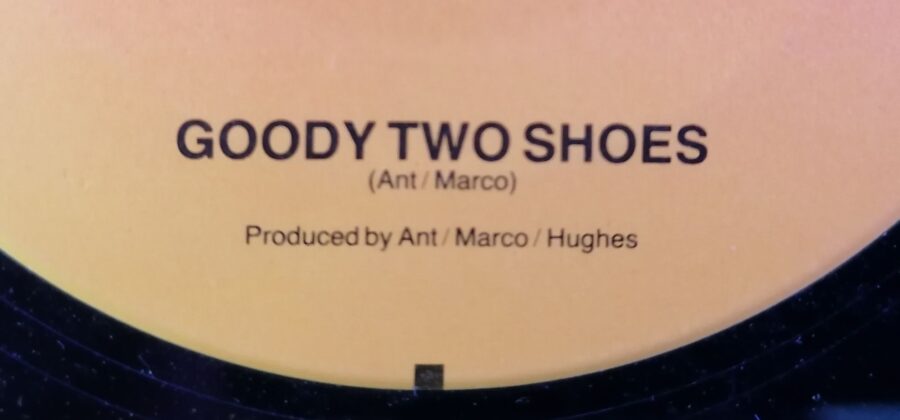 GOODY TWO SHOES
(Ant / Marco)
Produced by Ant / Marco / Hughes